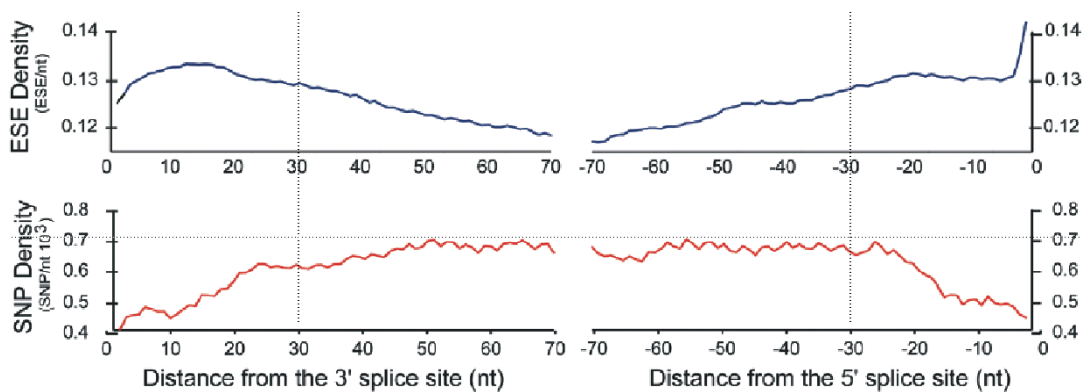 ESE Density
(ESE/nt)
0.14
0.13
0.12
0 10 20 30 40 50 60 70
-70 -60 -50 -40 -30 -20 -10 0
0.14
0.13
0.12
SNP Density
(SNP/nt 10³)
0.8
0.7
0.6
0.5
0.4
0 10 20 30 40 50 60 70
-70 -60 -50 -40 -30 -20 -10 0
0.8
0.7
0.6
0.5
0.4
Distance from the 3' splice site (nt)
Distance from the 5' splice site (nt)